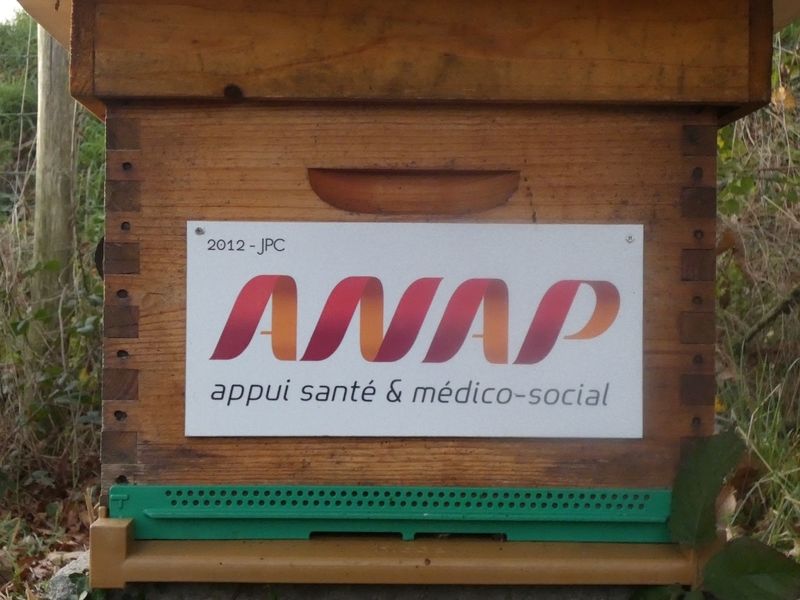 2012 - JPC
ANAP
appui santé & médico-social